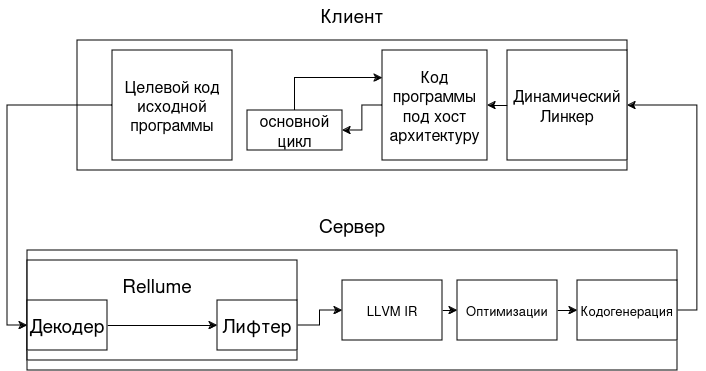 Клиент
Целевой код
исходной
программы
основной
цикл
Код
программы
под хост
архитектуру
Динамический
Линкер
Сервер
Rellume
Декодер
Лифтер
LLVM IR
Оптимизации
Кодогенерация